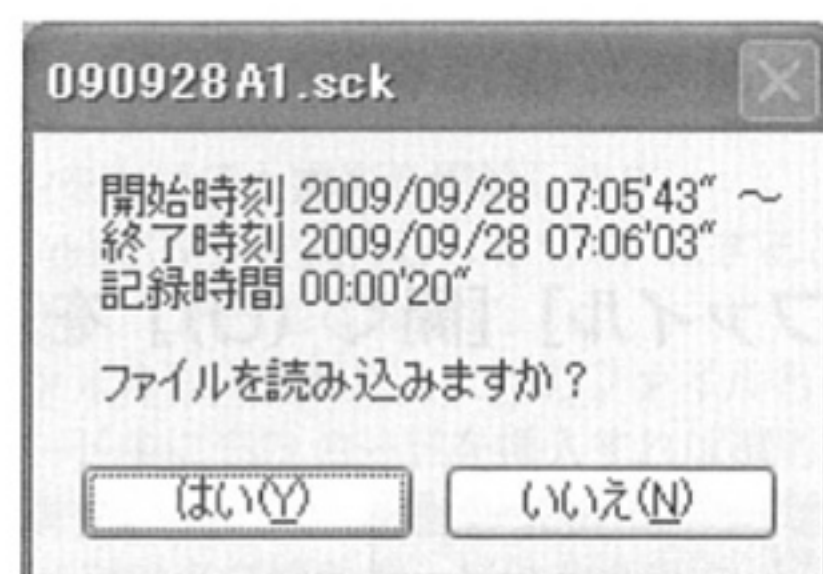 090928A1.sck
開始時刻 2009/09/28 07:05'43" ～
終了時刻 2009/09/28 07:06'03"
記録時間 00:00'20"
ファイルを読み込みますか？
はい(Y)
いいえ(N)